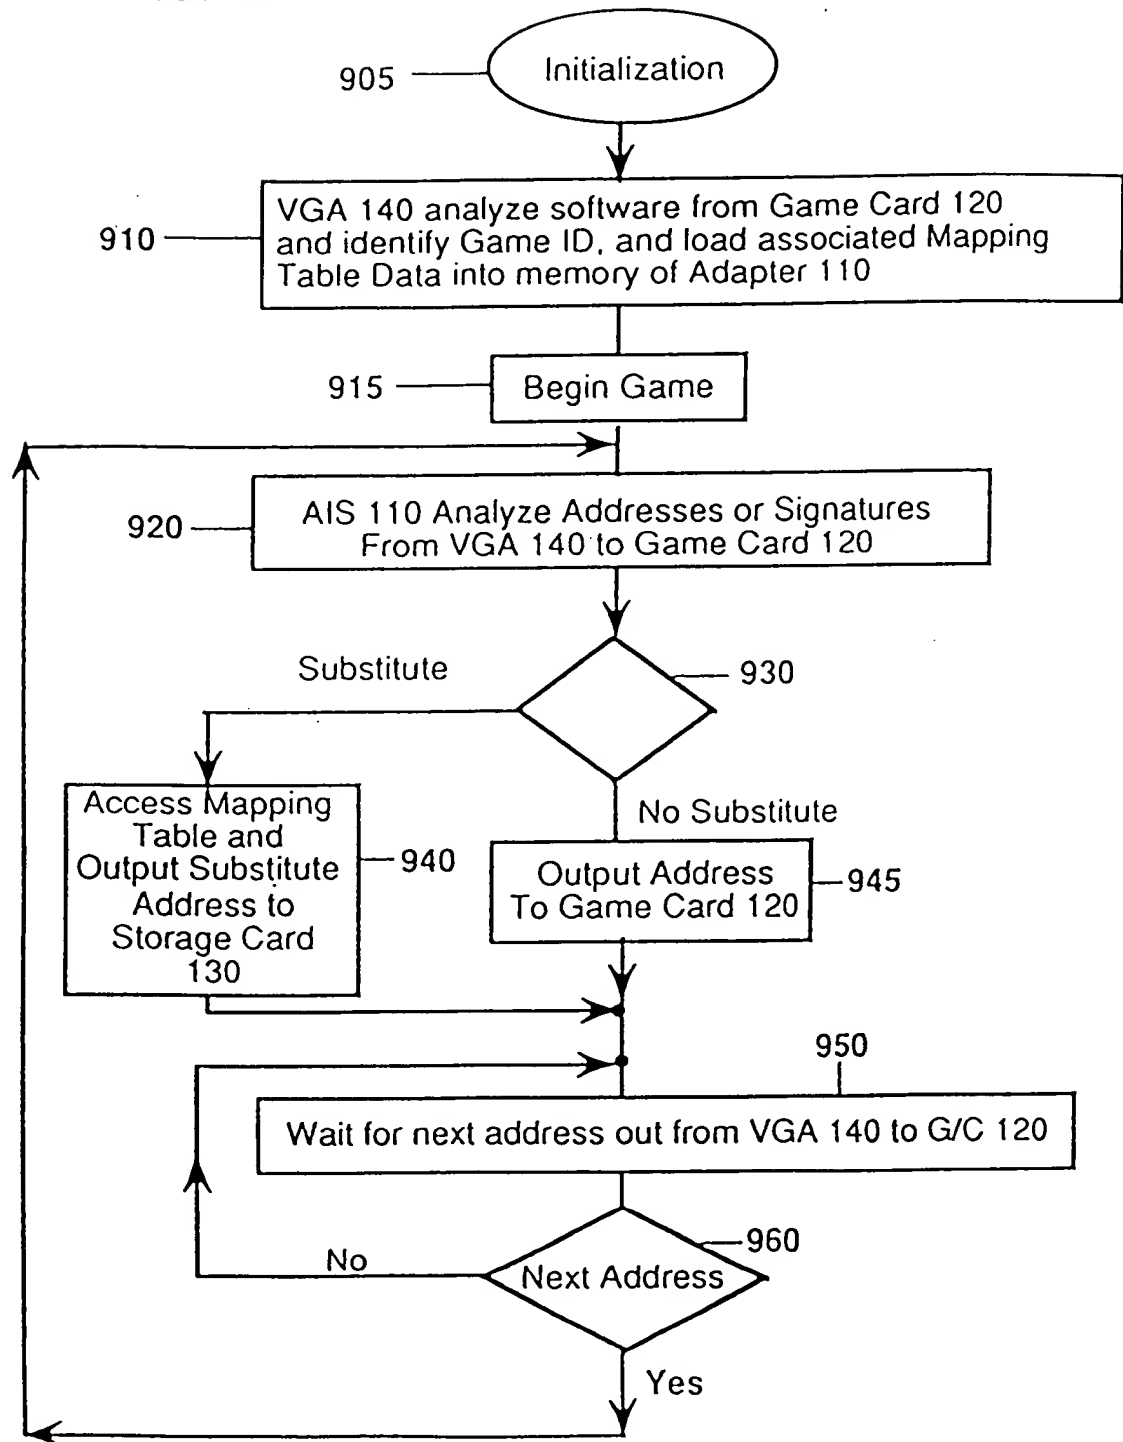 Initialization
905
VGA 140 analyze software from Game Card 120
and identify Game ID, and load associated Mapping
Table Data into memory of Adapter 110
910
915
Begin Game
920
AIS 110 Analyze Addresses or Signatures
From VGA 140 to Game Card 120
Substitute
930
No Substitute
Access Mapping
Table and
Output Substitute
Address to
Storage Card
130
940
Output Address
To Game Card 120
945
950
Wait for next address out from VGA 140 to G/C 120
960
No
Next Address
Yes